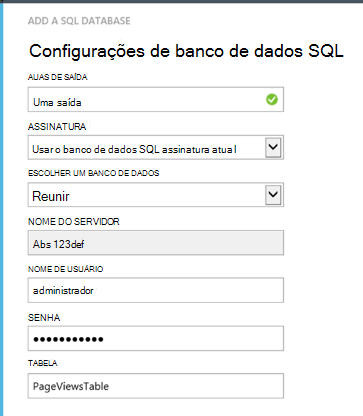 ADD A SQL DATABASE
Configurações de banco de dados SQL
AUAS DE SAÍDA
Uma saída
ASSINATURA
Usar o banco de dados SQL assinatura atual
ESCOLHER UM BANCO DE DADOS
Reunir
NOME DO SERVIDOR
Abs 123def
NOME DE USUÁRIO
administrador
SENHA
●●●●●●●●●●●
TABELA
PageViewsTable